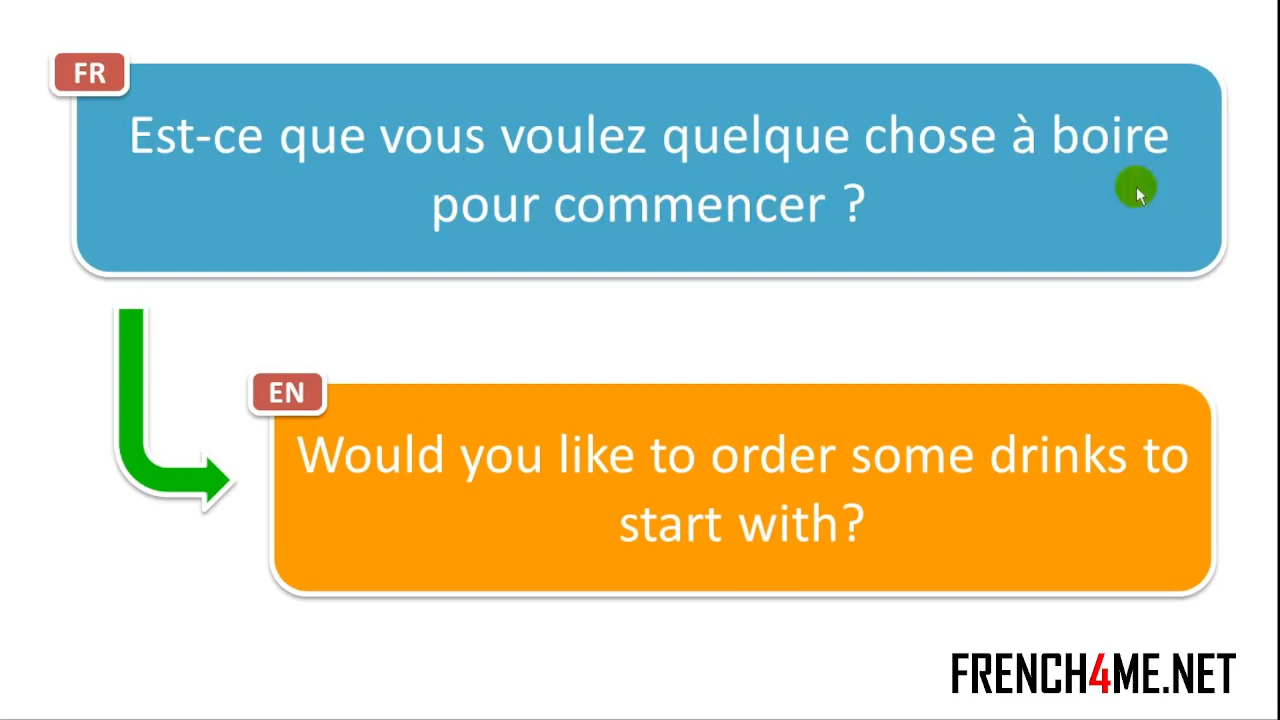 FR
Est-ce que vous voulez quelque chose à boire
pour commencer ?
EN
Would you like to order some drinks to
start with?
FRENCH4ME.NET